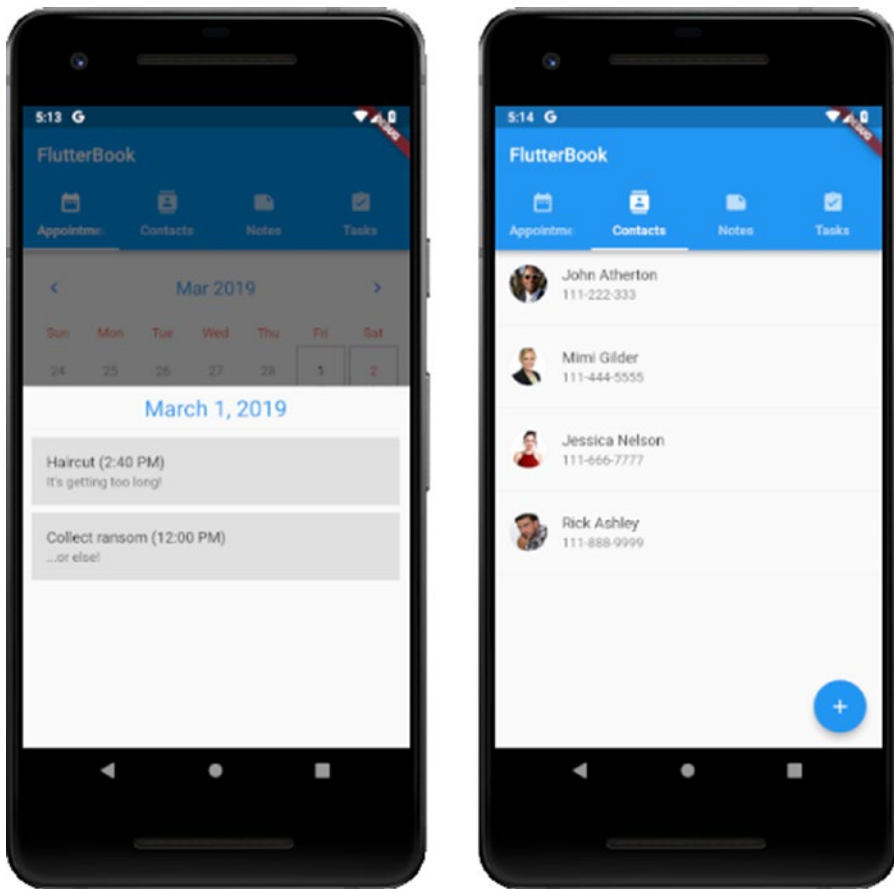 5:13 G
DEBUG
FlutterBook
Appointme
Contacts
Notes
Tasks
Mar 2019
Sun Mon Tue Wed Thu Fri Sat
24 25 26 27 28 1 2
March 1, 2019
Haircut (2:40 PM)
It's getting too long!
Collect ransom (12:00 PM)
...or else!
5:14 G
DEBUG
FlutterBook
Appointme
Contacts
Notes
Tasks
John Atherton
111-222-333
Mimi Gilder
111-444-5555
Jessica Nelson
111-666-7777
Rick Ashley
111-888-9999